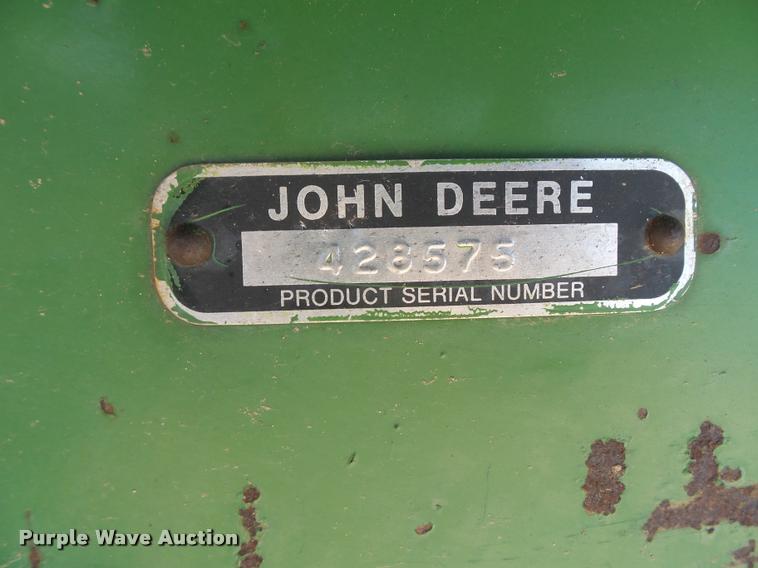 JOHN DEERE
428575
PRODUCT SERIAL NUMBER
Purple Wave Auction